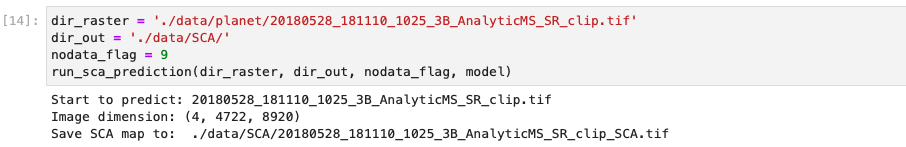 [14]: dir_raster = './data/planet/20180528_181110_1025_3B_AnalyticMS_SR_clip.tif'
dir_out = './data/SCA/'
nodata_flag = 9
run_sca_prediction(dir_raster, dir_out, nodata_flag, model)
Start to predict: 20180528_181110_1025_3B_AnalyticMS_SR_clip.tif
Image dimension: (4, 4722, 8920)
Save SCA map to:  ./data/SCA/20180528_181110_1025_3B_AnalyticMS_SR_clip_SCA.tif